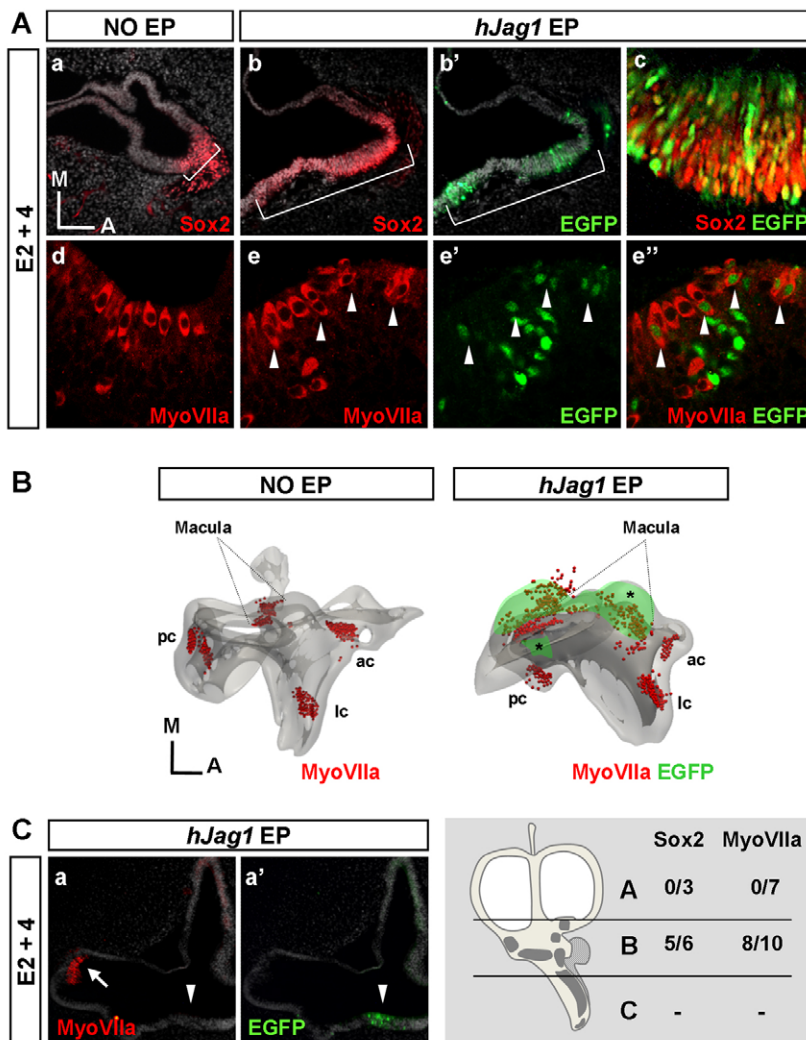 A
NO EP
hJag1 EP
E2 + 4
a
M
A
Sox2
b
Sox2
b'
EGFP
c
Sox2 EGFP
d
MyoVIIa
e
MyoVIIa
e'
EGFP
e''
MyoVIIa EGFP
B
NO EP
hJag1 EP
Macula
pc
ac
lc
M
A
MyoVIIa
Macula
*
*
pc
ac
lc
MyoVIIa EGFP
C
hJag1 EP
E2 + 4
a
MyoVIIa
a'
EGFP
Sox2 MyoVIIa
A 0/3 0/7
B 5/6 8/10
C - -